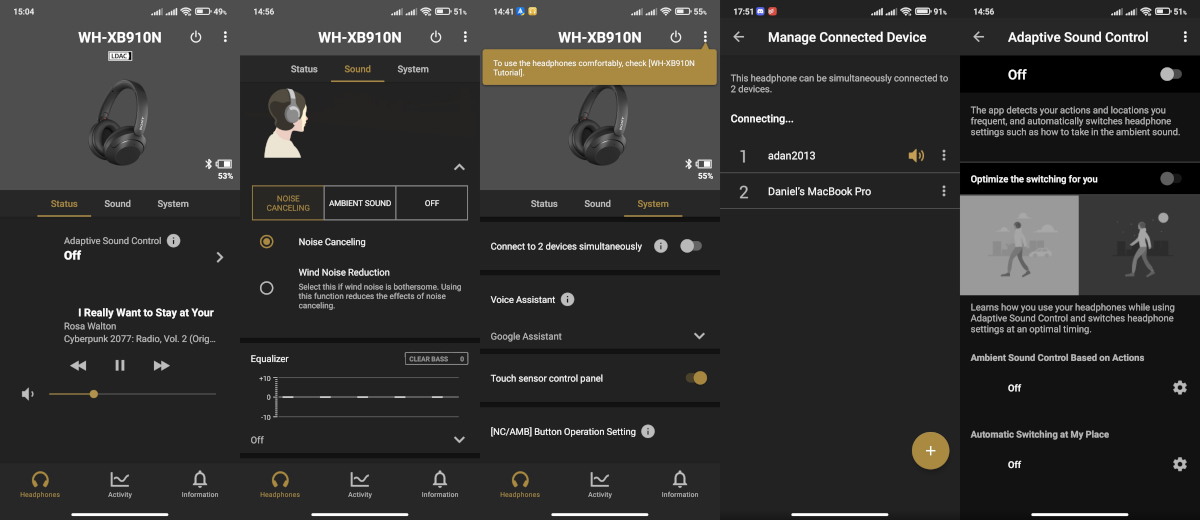 15:04
49%
WH-XB910N
LDAC
53%
Status
Sound
System
Adaptive Sound Control i
Off
I Really Want to Stay at Your
Rosa Walton
Cyberpunk 2077: Radio, Vol. 2 (Orig...
Headphones
Activity
Information
14:56
51%
WH-XB910N
Status
Sound
System
NOISE
CANCELING
AMBIENT SOUND
OFF
Noise Canceling
Wind Noise Reduction
Select this if wind noise is bothersome. Using
this function reduces the effects of noise
canceling.
Equalizer
CLEAR BASS 0
+10
0
-10
Off
Headphones
Activity
Information
14:41
55%
WH-XB910N
To use the headphones comfortably, check [WH-XB910N
Tutorial].
55%
Status
Sound
System
Connect to 2 devices simultaneously i
Voice Assistant i
Google Assistant
Touch sensor control panel
[NC/AMB] Button Operation Setting i
Headphones
Activity
Information
17:51
91%
Manage Connected Device
This headphone can be simultaneously connected to
2 devices.
Connecting...
1 adan2013
2 Daniel's MacBook Pro
+
14:56
51%
Adaptive Sound Control
Off
The app detects your actions and locations you
frequent, and automatically switches headphone
settings such as how to take in the ambient sound.
Optimize the switching for you
Learns how you use your headphones while using
Adaptive Sound Control and switches headphone
settings at an optimal timing.
Ambient Sound Control Based on Actions
Off
Automatic Switching at My Place
Off